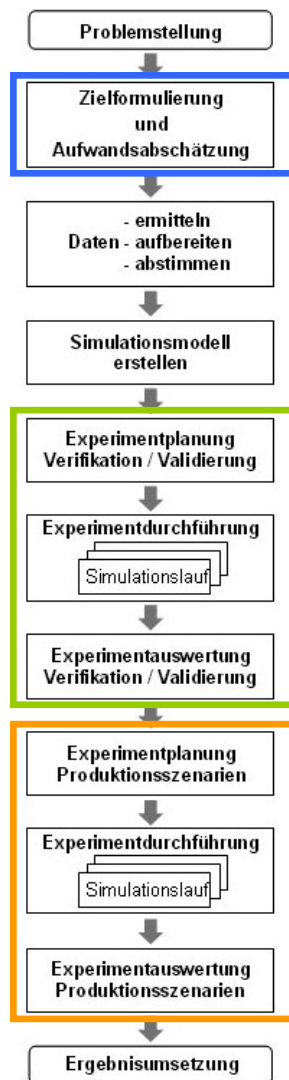 Problemstellung
Zielformulierung
und
Aufwandsabschätzung
- ermitteln
Daten - aufbereiten
- abstimmen
Simulationsmodell
erstellen
Experimentplanung
Verifikation / Validierung
Experimentdurchführung
Simulationslauf
Experimentauswertung
Verifikation / Validierung
Experimentplanung
Produktionsszenarien
Experimentdurchführung
Simulationslauf
Experimentauswertung
Produktionsszenarien
Ergebnisumsetzung